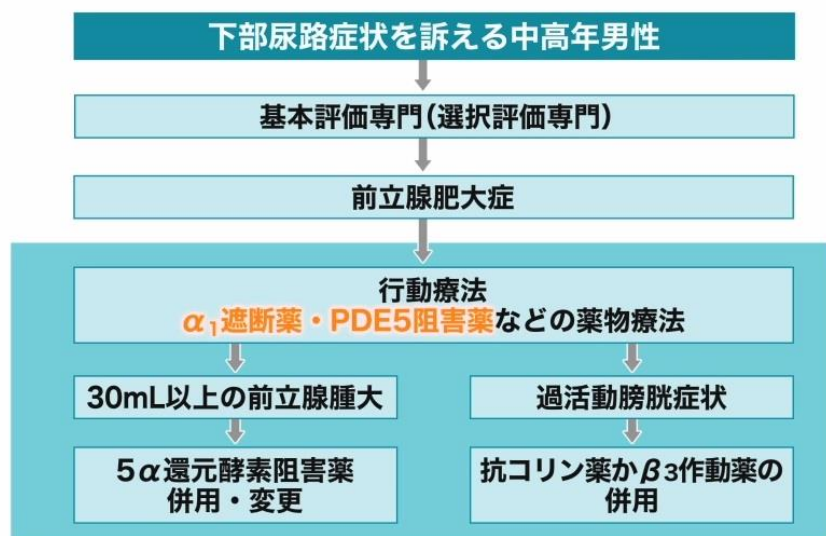 下部尿路症状を訴える中高年男性
基本評価専門(選択評価専門)
前立腺肥大症
行動療法
α₁遮断薬・PDE5阻害薬などの薬物療法
30mL以上の前立腺腫大
5α還元酵素阻害薬
併用・変更
過活動膀胱症状
抗コリン薬かβ3作動薬の
併用